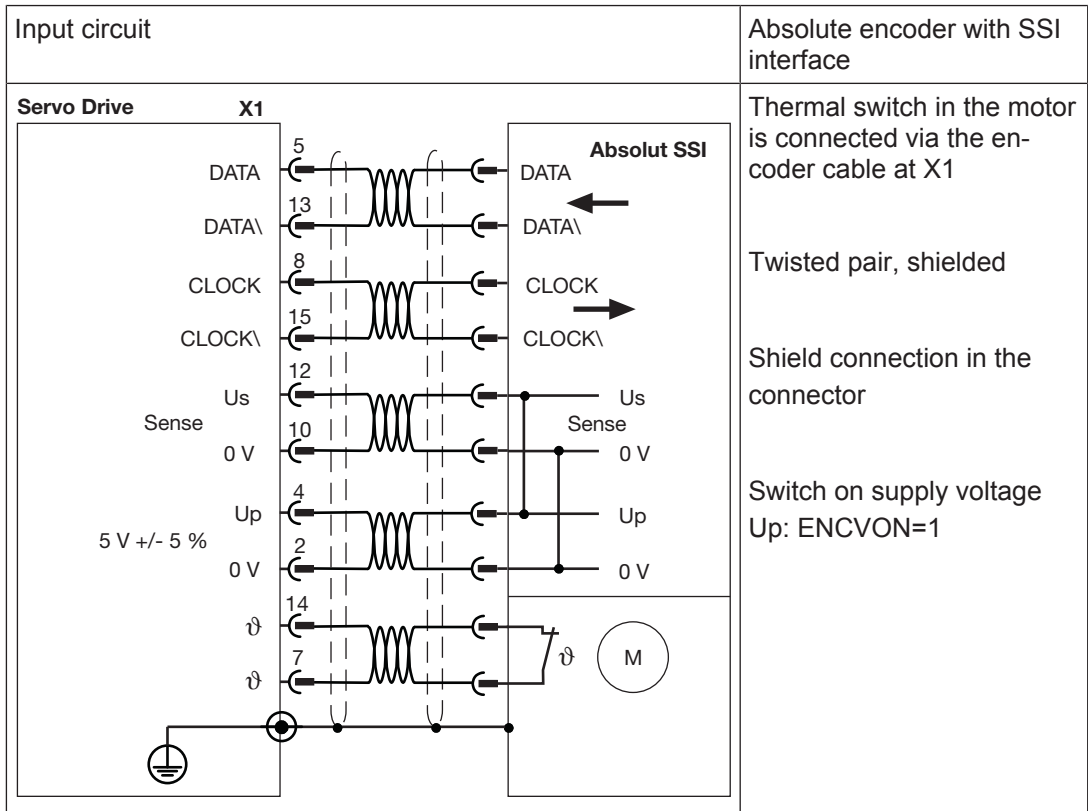 Input circuit
Absolute encoder with SSI
interface
Servo Drive X1
Absolut SSI
5
DATA DATA
13
DATA\ DATA\
8
CLOCK CLOCK
15
CLOCK\ CLOCK\
12
Us Us
Sense Sense
10
0 V 0 V
4
Up Up
5 V +/- 5 %
2
0 V 0 V
14
ϑ
ϑ M
7
ϑ
Thermal switch in the motor
is connected via the en-
coder cable at X1
Twisted pair, shielded
Shield connection in the
connector
Switch on supply voltage
Up: ENCVON=1